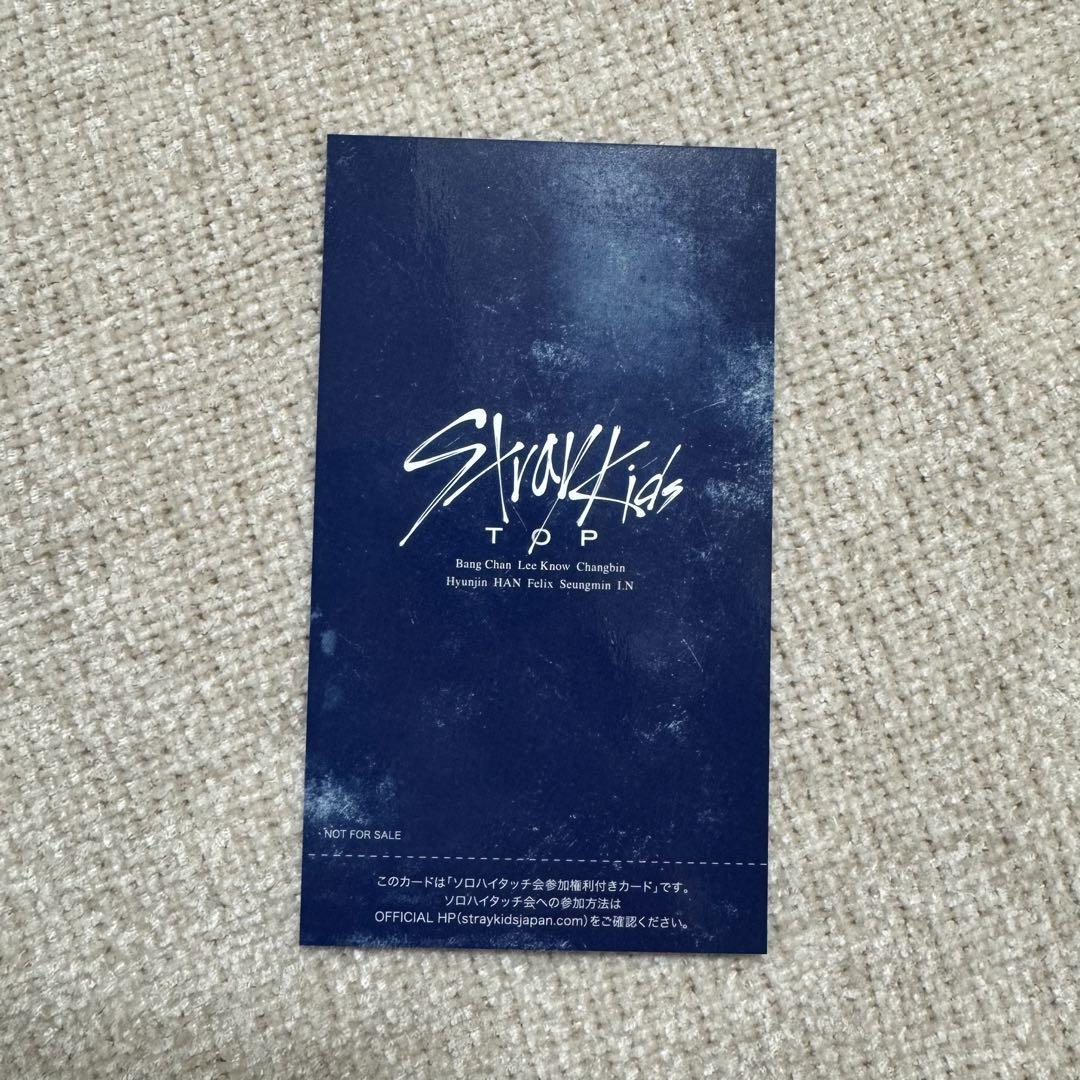 Stray Kids
TOP
Bang Chan Lee Know Changbin
Hyunjin HAN Felix Seungmin I.N
NOT FOR SALE
このカードは「ソロハイタッチ会参加権利付きカード」です。
ソロハイタッチ会への参加方法は
OFFICIAL HP(straykidsjapan.com)をご確認ください。